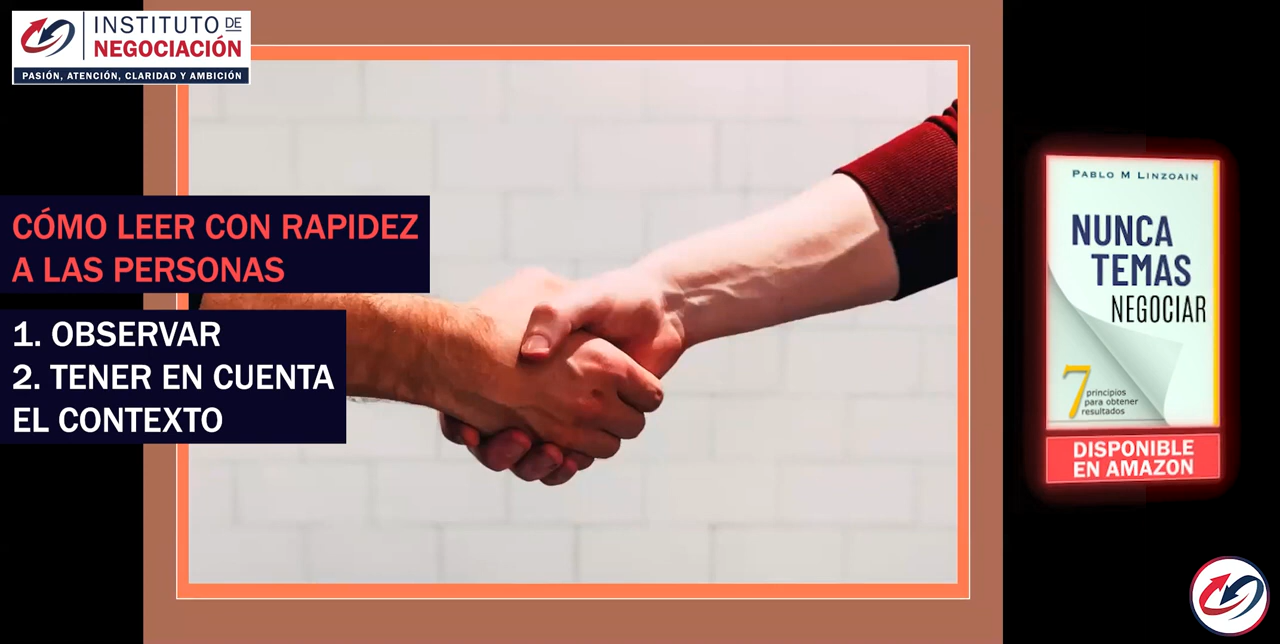 INSTITUTO DE
NEGOCIACIÓN
PASIÓN, ATENCIÓN, CLARIDAD Y AMBICIÓN
CÓMO LEER CON RAPIDEZ
A LAS PERSONAS
1. OBSERVAR
2. TENER EN CUENTA
EL CONTEXTO
PABLO M LINZOAIN
NUNCA
TEMAS
NEGOCIAR
7 principios
para obtener
resultados
DISPONIBLE
EN AMAZON